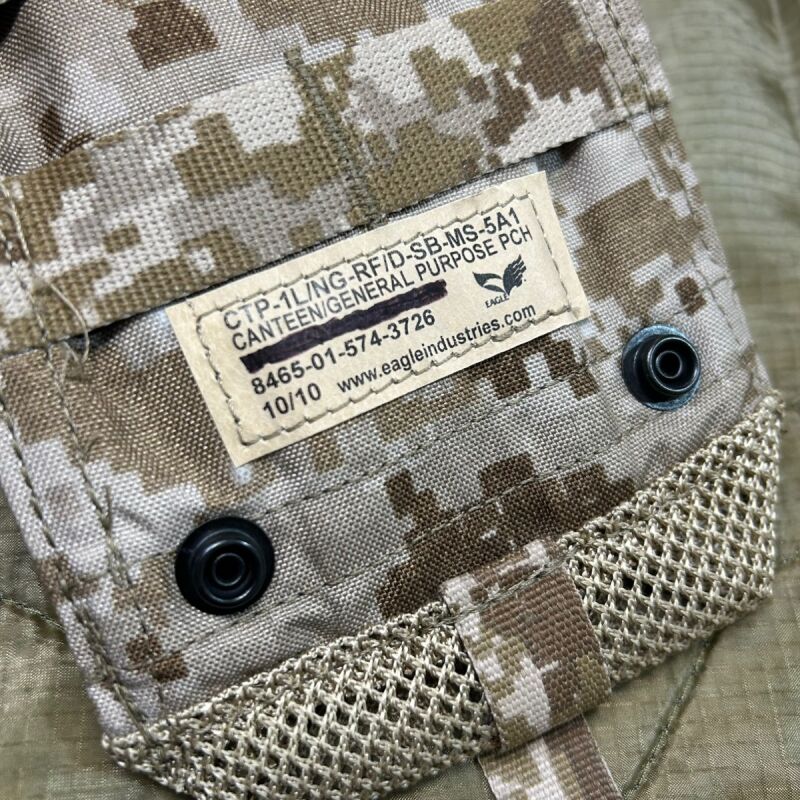 CTP-1L/NG-RF/D-SB-MS-5A1
CANTEEN/GENERAL PURPOSE PCH
EAGLE
8465-01-574-3726
10/10 www.eagleindustries.com